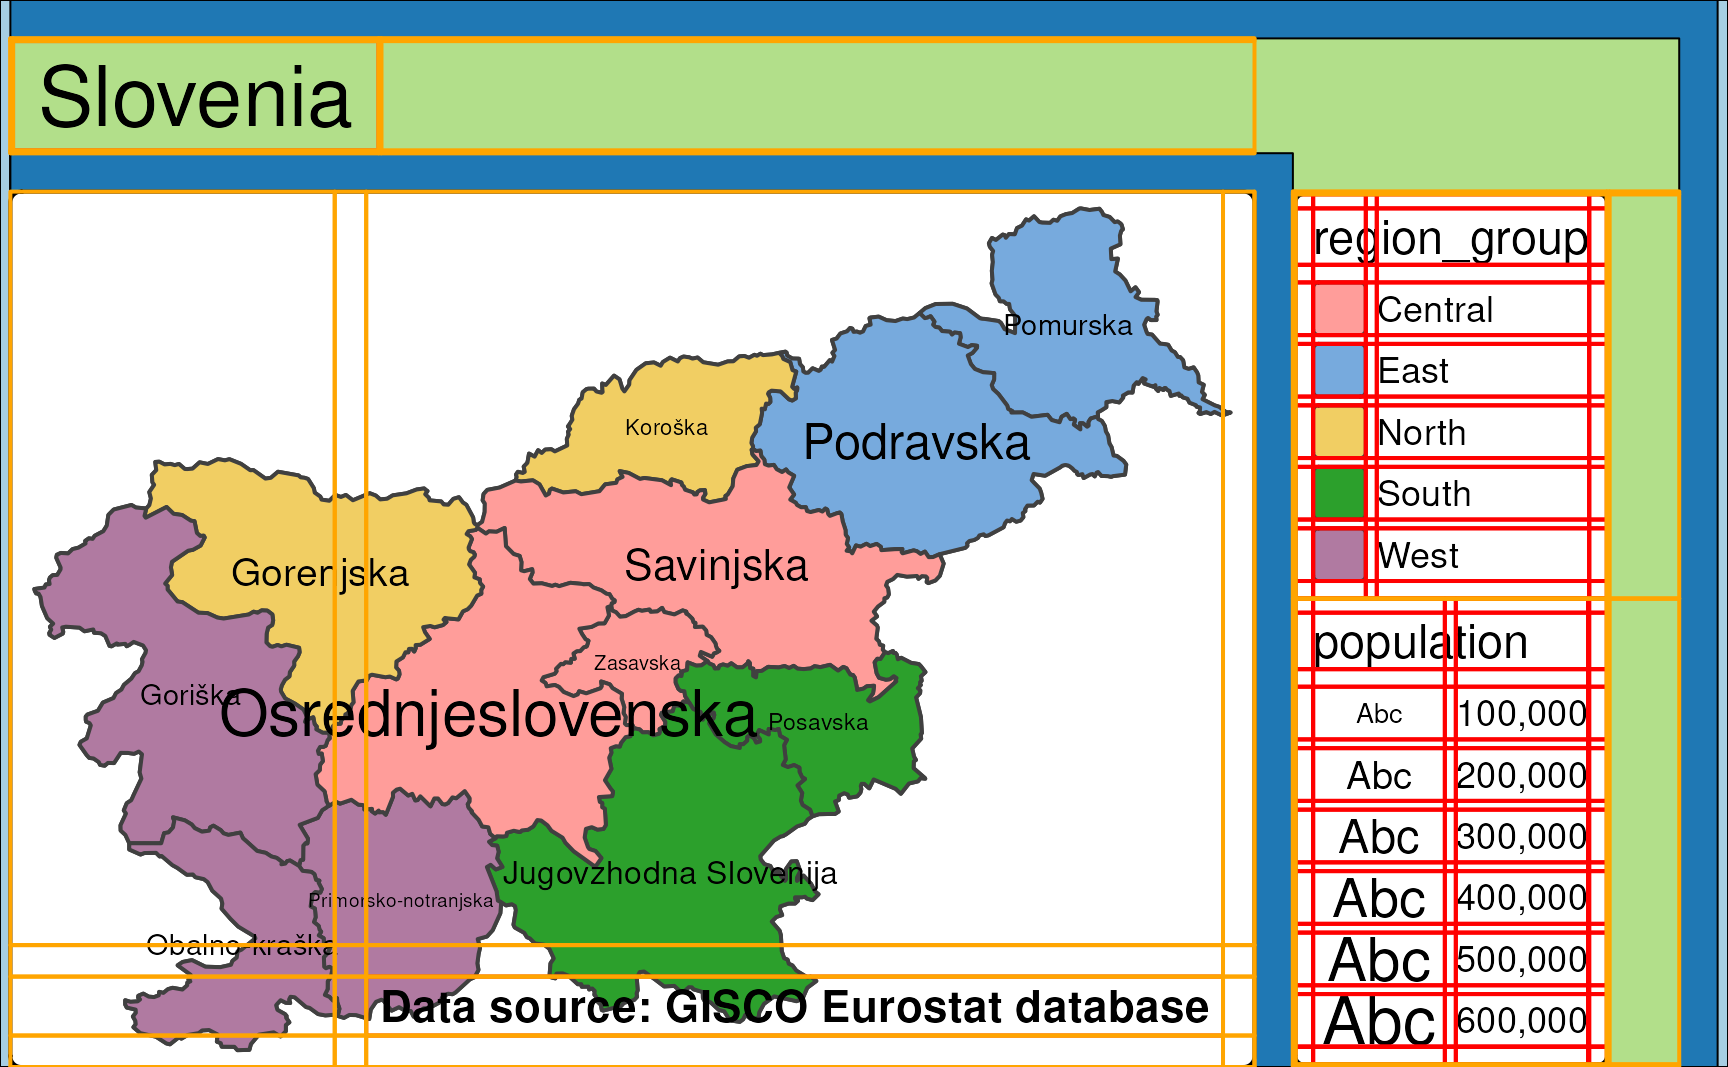 Slovenia
region_group
Central
East
North
South
West
population
Abc 100,000
Abc 200,000
Abc 300,000
Abc 400,000
Abc 500,000
Abc 600,000
Pomurska
Koroška
Podravska
Savinjska
Gorenjska
Zasavska
Goriška
Osrednjeslovenska
Posavska
Jugovzhodna Slovenija
Primorsko-notranjska
Obalno-kraška
Data source: GISCO Eurostat database